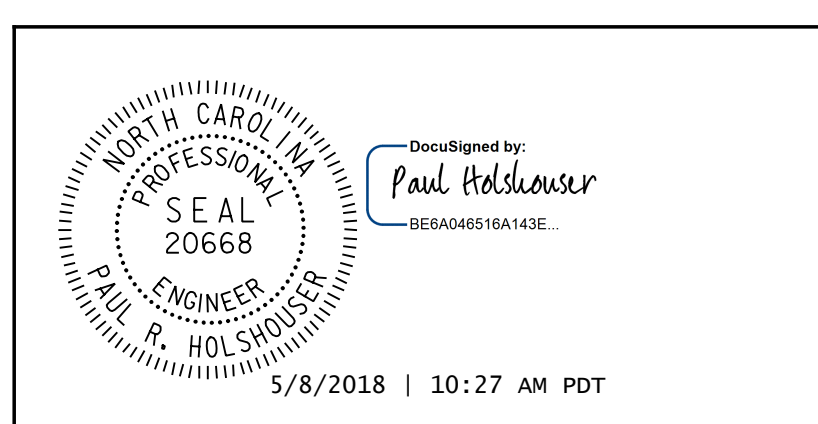 NORTH CAROLINA
PROFESSIONAL
SEAL
20668
ENGINEER
PAUL R. HOLSHOUSER
DocuSigned by:
Paul Holshouser
BE6A046516A143E...
5/8/2018 | 10:27 AM PDT